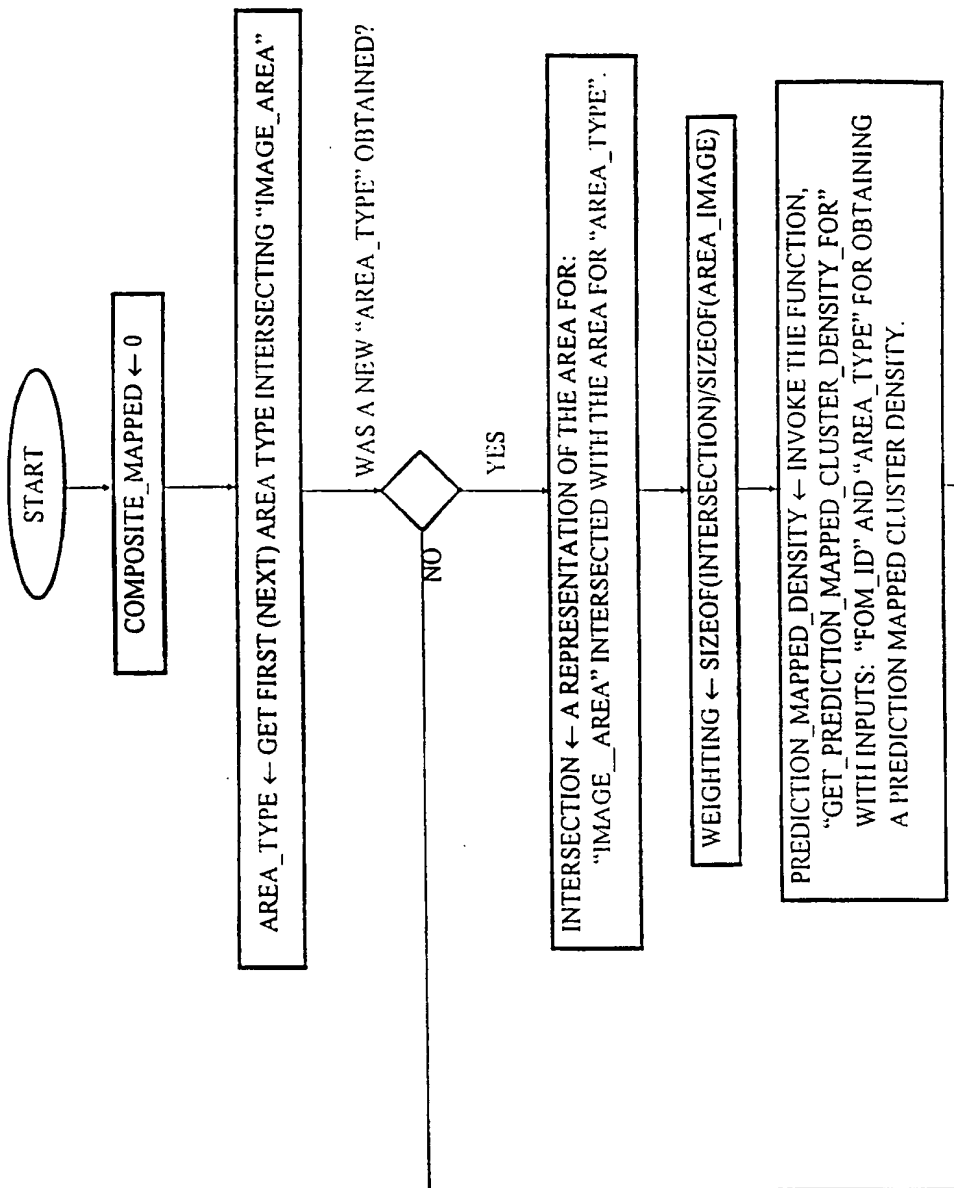 START
COMPOSITE_MAPPED ← 0
AREA_TYPE ← GET FIRST (NEXT) AREA TYPE INTERSECTING “IMAGE_AREA”
WAS A NEW “AREA_TYPE” OBTAINED?
NO
YES
INTERSECTION ← A REPRESENTATION OF THE AREA FOR:
“IMAGE__AREA” INTERSECTED WITH THE AREA FOR “AREA_TYPE”.
WEIGHTING ← SIZEOF(INTERSECTION)/SIZEOF(AREA_IMAGE)
PREDICTION_MAPPED_DENSITY ← INVOKE THE FUNCTION,
“GET_PREDICTION_MAPPED_CLUSTER_DENSITY_FOR”
WITH INPUTS: “FOM_ID” AND “AREA_TYPE” FOR OBTAINING
A PREDICTION MAPPED CLUSTER DENSITY.